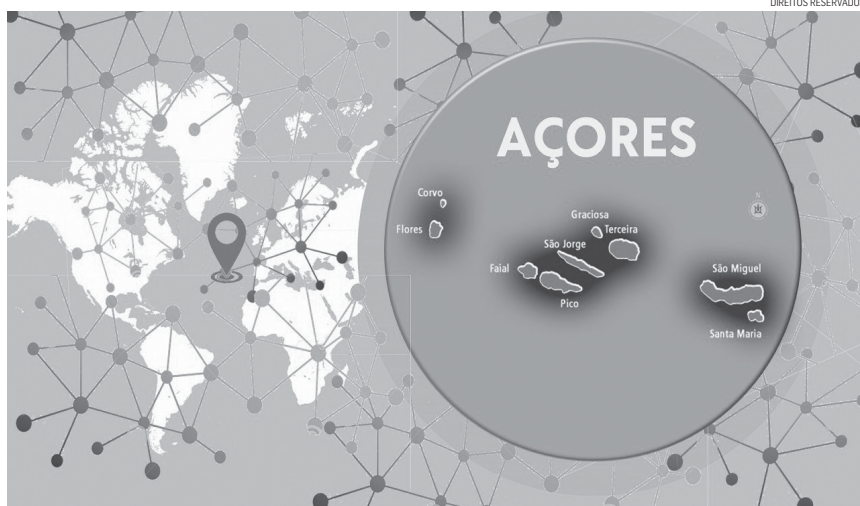 DIREITOS RESERVADO
AÇORES
Corvo
Flores
Graciosa
Terceira
São Jorge
Faial
Pico
São Miguel
Santa Maria
N